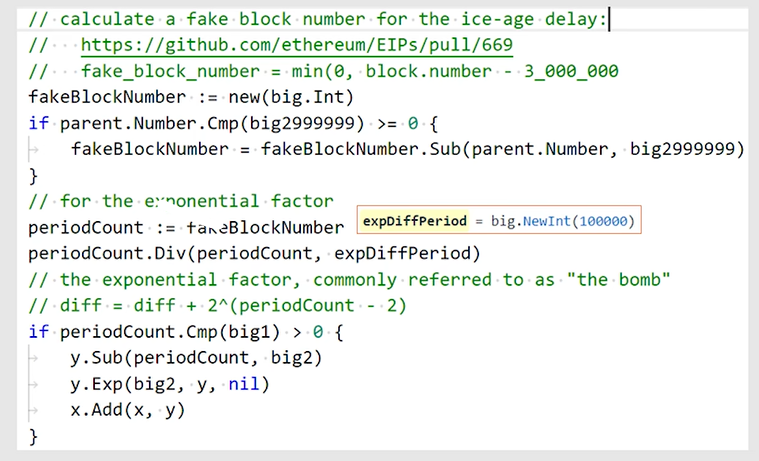 // calculate a fake block number for the ice-age delay:
// https://github.com/ethereum/EIPs/pull/669
// fake_block_number = min(0, block.number - 3_000_000
fakeBlockNumber := new(big.Int)
if parent.Number.Cmp(big2999999) >= 0 {
fakeBlockNumber = fakeBlockNumber.Sub(parent.Number, big2999999)
}
// for the exponential factor
periodCount := fakeBlockNumber
expDiffPeriod = big.NewInt(100000)
periodCount.Div(periodCount, expDiffPeriod)
// the exponential factor, commonly referred to as "the bomb"
// diff = diff + 2^(periodCount - 2)
if periodCount.Cmp(big1) > 0 {
y.Sub(periodCount, big2)
y.Exp(big2, y, nil)
x.Add(x, y)
}